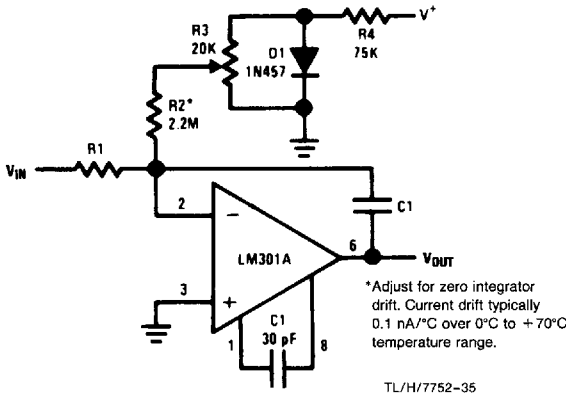 V+
R3
20K
D1
1N457
R4
75K
R2*
2.2M
R1
VIN
2
−
C1
6
VOUT
LM301A
3
+
C1
30 pF
1
8
*Adjust for zero integrator
drift. Current drift typically
0.1 nA/°C over 0°C to +70°C
temperature range.
TL/H/7752–35